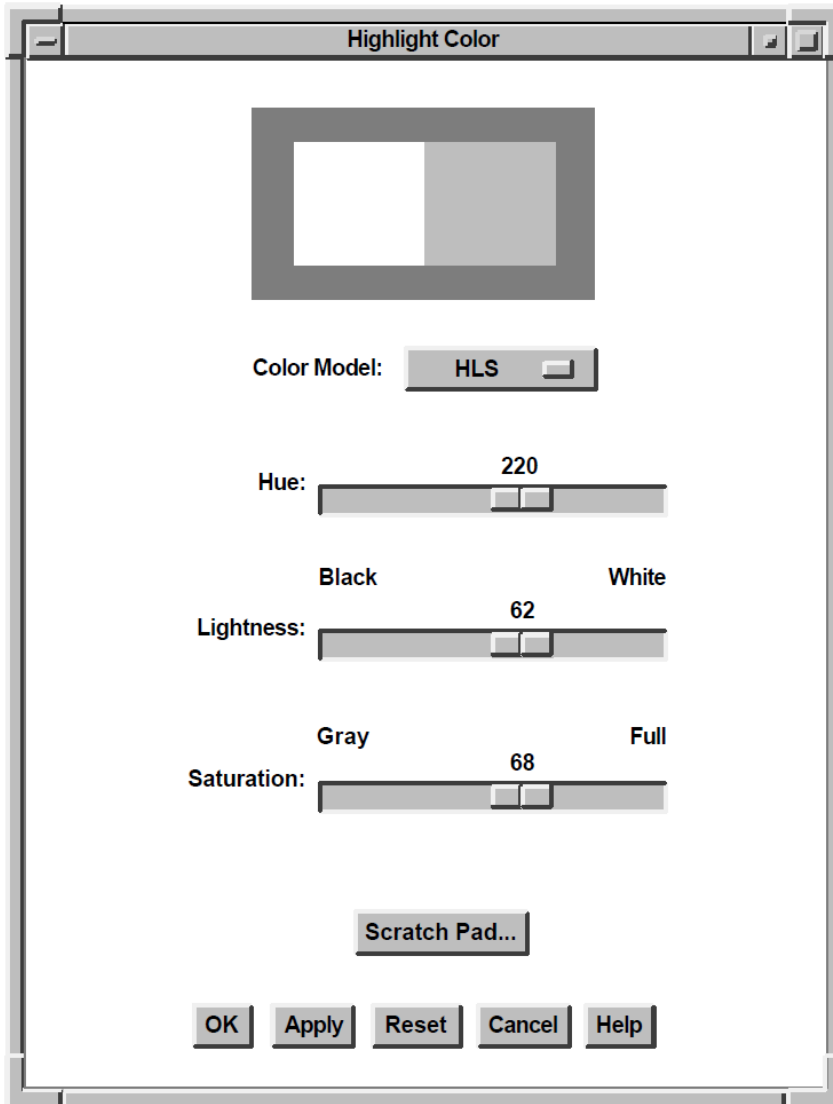 Highlight Color
Color Model: HLS
220
Hue:
Black White
62
Lightness:
Gray Full
68
Saturation:
Scratch Pad...
OK Apply Reset Cancel Help